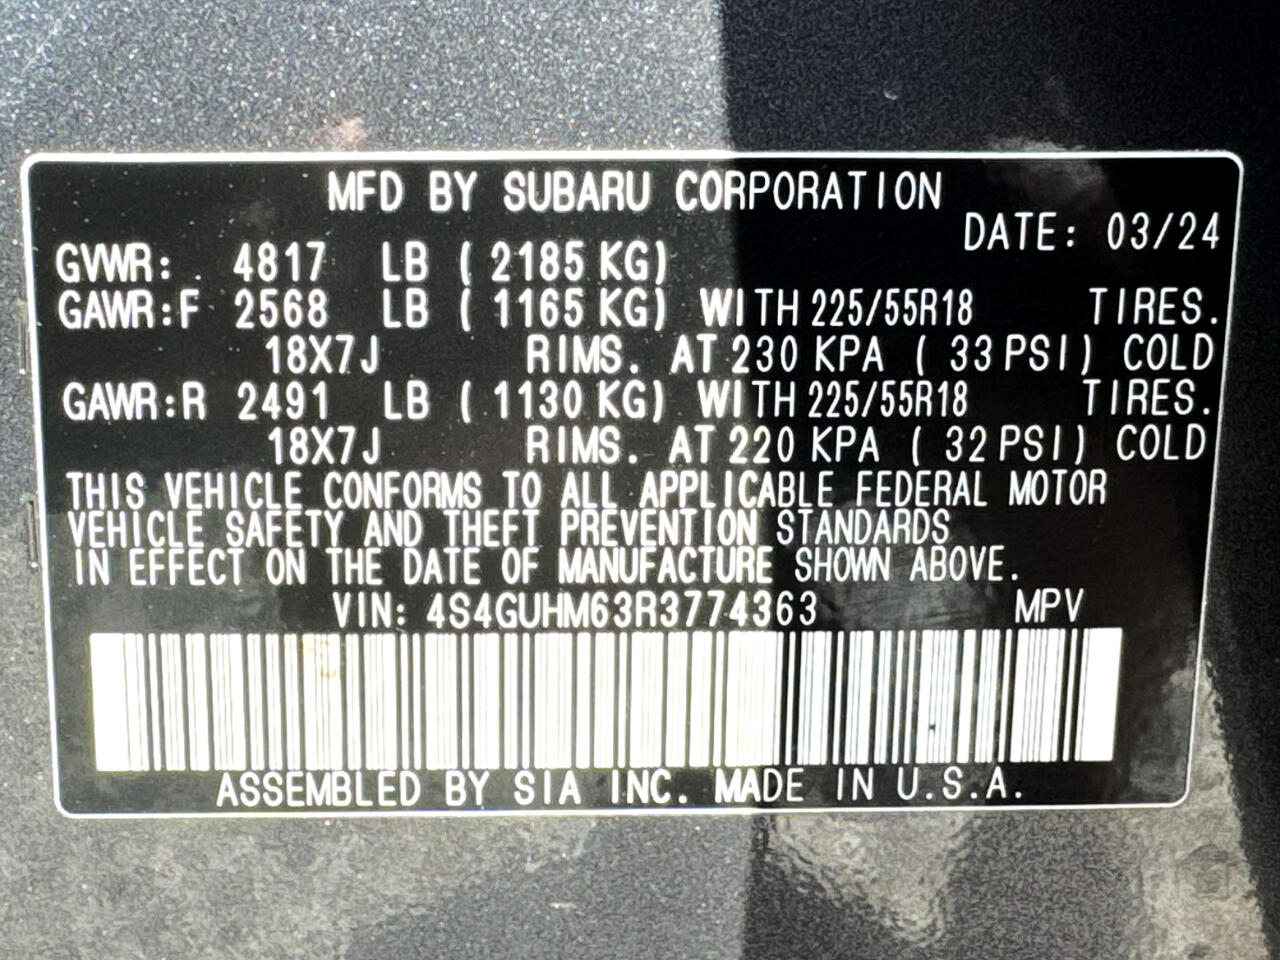 MFD BY SUBARU CORPORATION
DATE: 03/24
GVWR: 4817 LB ( 2185 KG)
GAWR:F 2568 LB ( 1165 KG) WITH 225/55R18 TIRES.
18X7J RIMS. AT 230 KPA ( 33 PSI) COLD
GAWR:R 2491 LB ( 1130 KG) WITH 225/55R18 TIRES.
18X7J RIMS. AT 220 KPA ( 32 PSI) COLD
THIS VEHICLE CONFORMS TO ALL APPLICABLE FEDERAL MOTOR
VEHICLE SAFETY AND THEFT PREVENTION STANDARDS
IN EFFECT ON THE DATE OF MANUFACTURE SHOWN ABOVE.
VIN: 4S4GUHM63R3774363 MPV
ASSEMBLED BY SIA INC. MADE IN U.S.A.